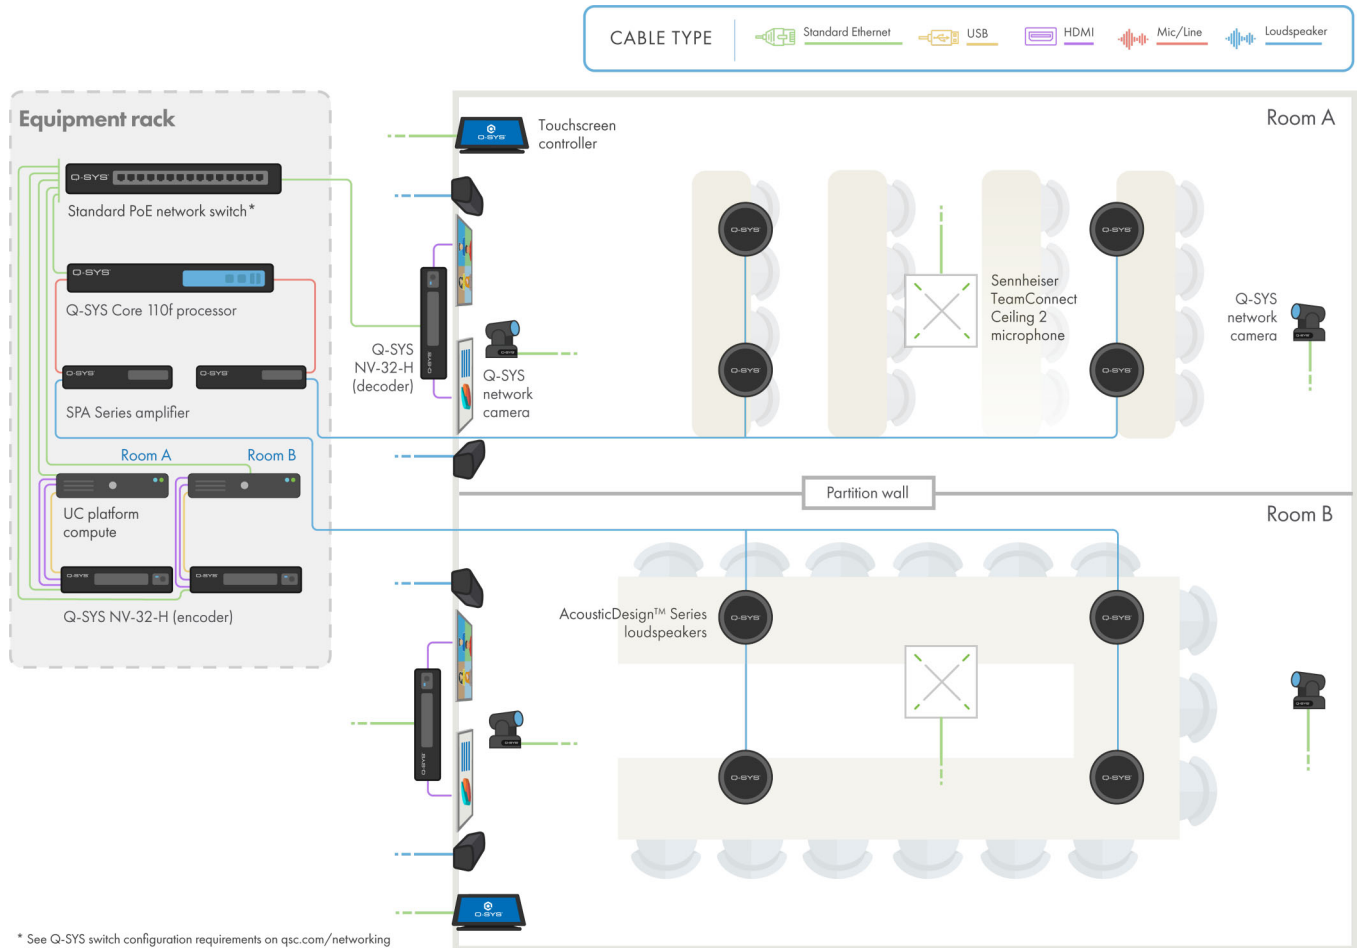 CABLE TYPE
Standard Ethernet
USB
HDMI
Mic/Line
Loudspeaker
Equipment rack
Q-SYS
Standard PoE network switch*
Q-SYS
Q-SYS Core 110f processor
Q-SYS
Q-SYS
SPA Series amplifier
Room A
Room B
UC platform
compute
Q-SYS
Q-SYS
Q-SYS NV-32-H (encoder)
Q-SYS
Touchscreen
controller
Room A
Q-SYS
Q-SYS
NV-32-H
(decoder)
Q-SYS
Q-SYS
network
camera
Q-SYS
Q-SYS
Q-SYS
Q-SYS
Sennheiser
TeamConnect
Ceiling 2
microphone
Q-SYS
network
camera
Q-SYS
Partition wall
Room B
AcousticDesign™ Series
loudspeakers
Q-SYS
Q-SYS
Q-SYS
Q-SYS
Q-SYS
Q-SYS
Q-SYS
Q-SYS
* See Q-SYS switch configuration requirements on qsc.com/networking